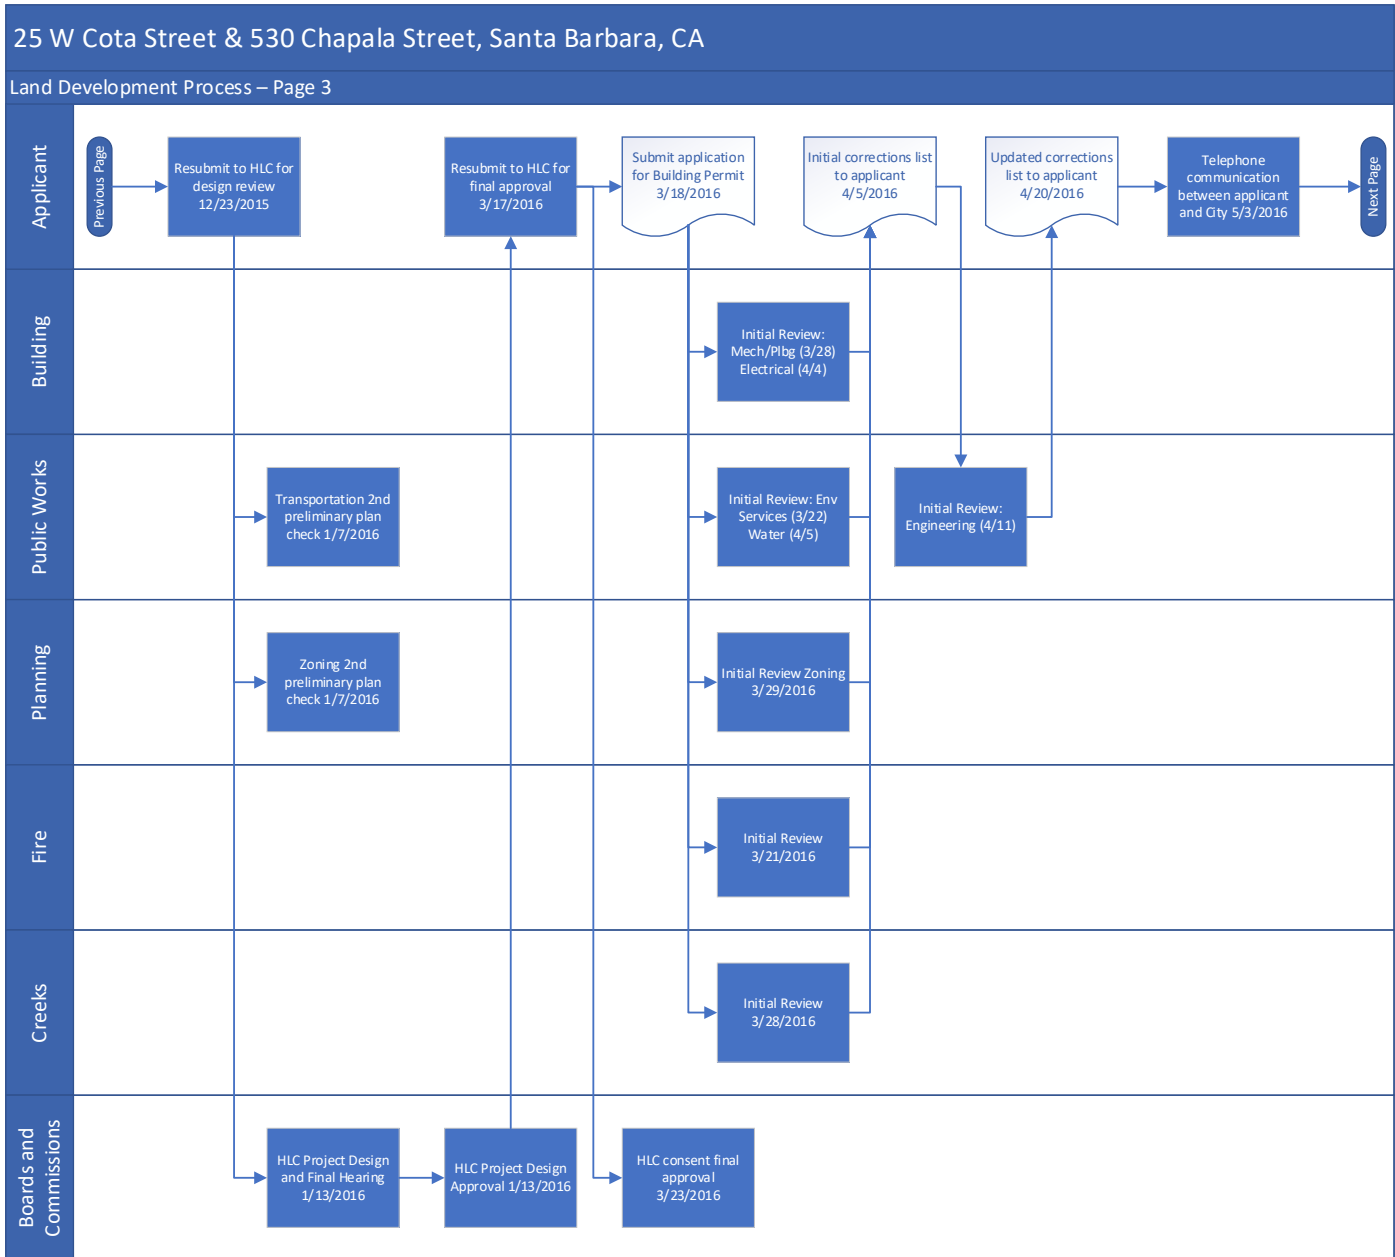 25 W Cota Street & 530 Chapala Street, Santa Barbara, CA
Land Development Process – Page 3
Applicant
Previous Page
Resubmit to HLC for
design review
12/23/2015
Resubmit to HLC for
final approval
3/17/2016
Submit application
for Building Permit
3/18/2016
Initial corrections list
to applicant
4/5/2016
Updated corrections
list to applicant
4/20/2016
Telephone
communication
between applicant
and City 5/3/2016
Next Page
Building
Initial Review:
Mech/Plbg (3/28)
Electrical (4/4)
Public Works
Transportation 2nd
preliminary plan
check 1/7/2016
Initial Review: Env
Services (3/22)
Water (4/5)
Initial Review:
Engineering (4/11)
Planning
Zoning 2nd
preliminary plan
check 1/7/2016
Initial Review Zoning
3/29/2016
Fire
Initial Review
3/21/2016
Creeks
Initial Review
3/28/2016
Boards and
Commissions
HLC Project Design
and Final Hearing
1/13/2016
HLC Project Design
Approval 1/13/2016
HLC consent final
approval
3/23/2016